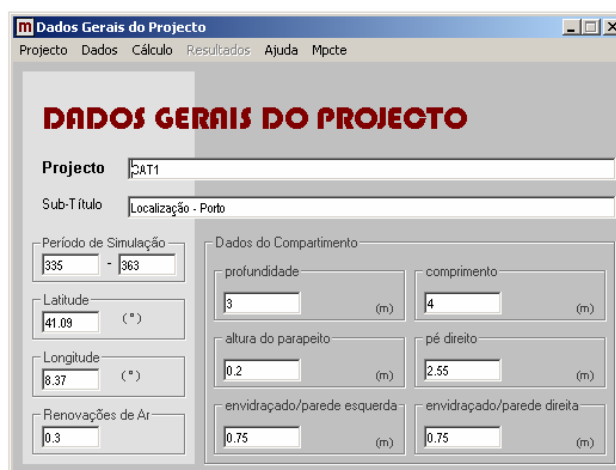 m Dados Gerais do Projecto
Projecto Dados Cálculo Resultados Ajuda Mpcte
DADOS GERAIS DO PROJECTO
Projecto CAT1
Sub-Título Localização - Porto
Período de Simulação
335 - 363
Latitude
41.09 (°)
Longitude
8.37 (°)
Renovações de Ar
0.3
Dados do Compartimento
profundidade comprimento
3 (m) 4 (m)
altura do parapeito pé direito
0.2 (m) 2.55 (m)
envidraçado/parede esquerda envidraçado/parede direita
0.75 (m) 0.75 (m)